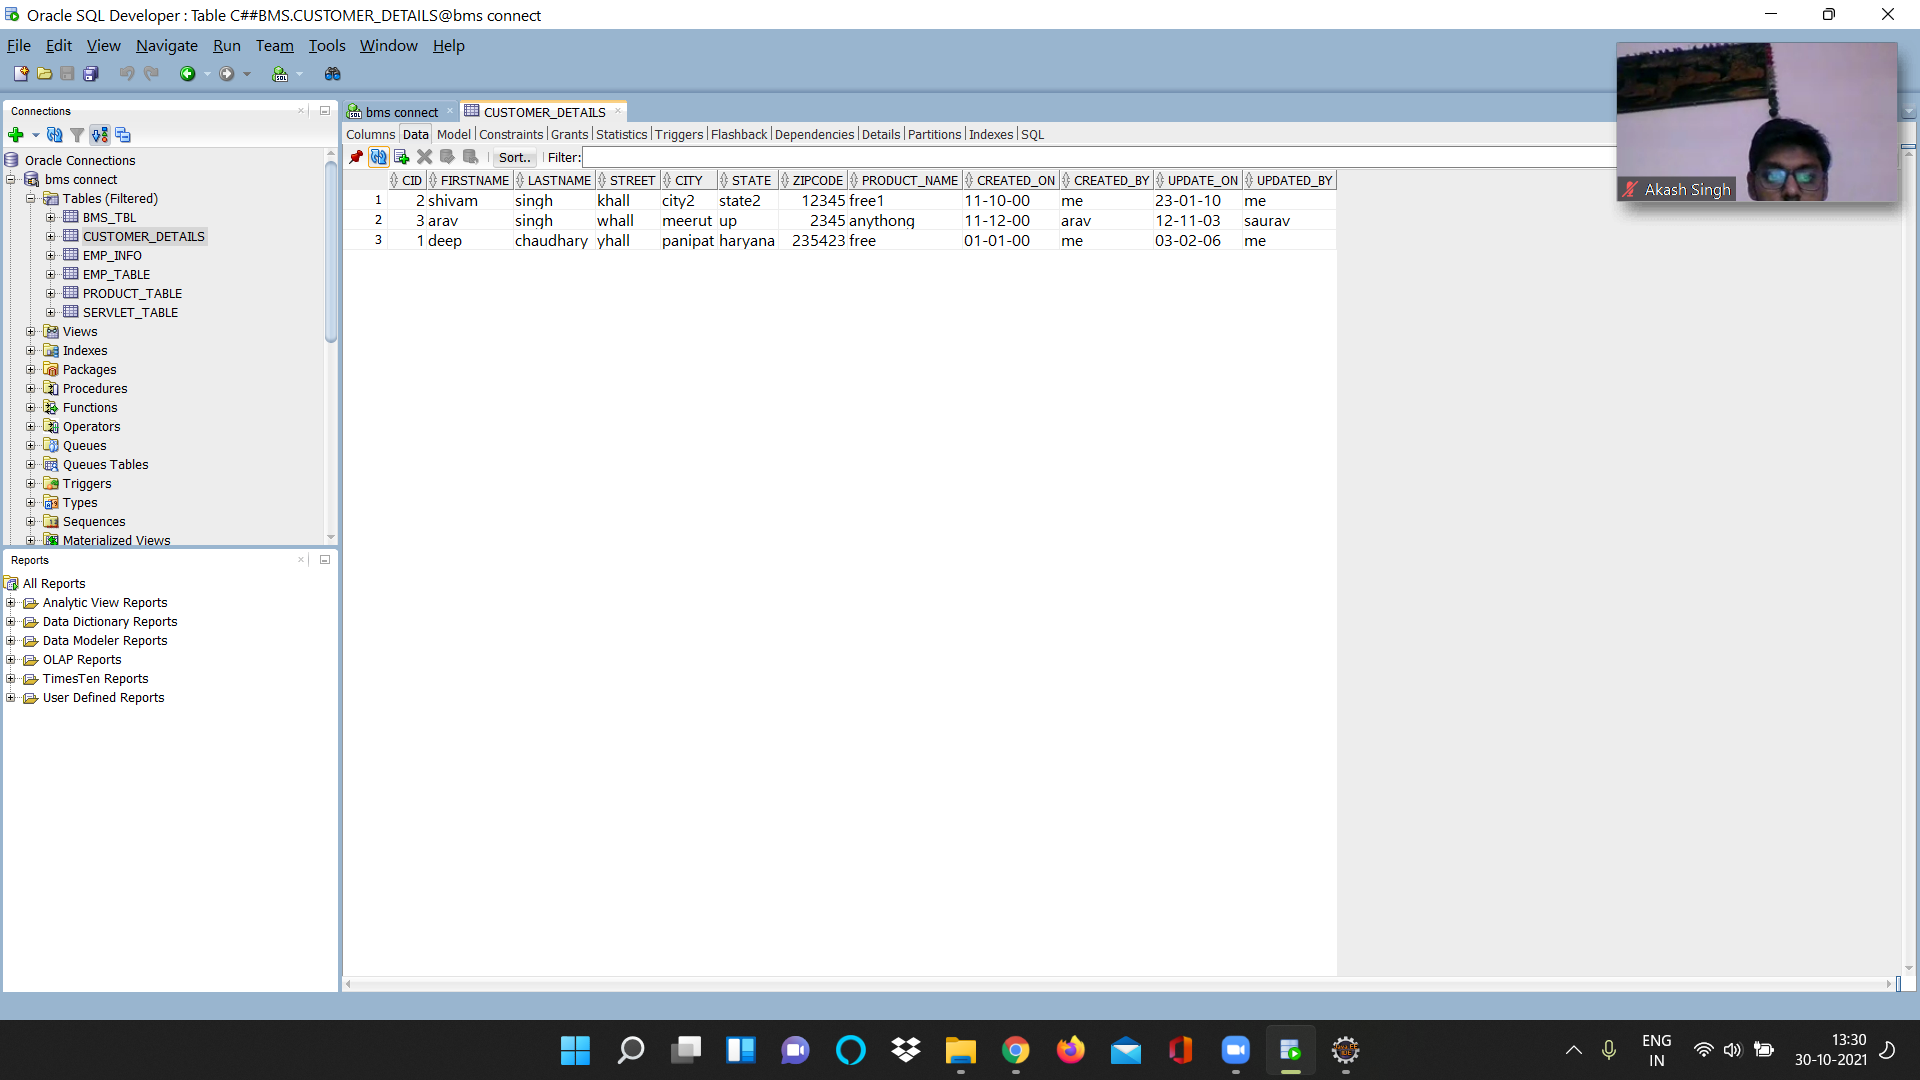 Oracle SQL Developer : Table C##BMS.CUSTOMER_DETAILS@bms connect
File Edit View Navigate Run Team Tools Window Help
Akash Singh
Connections
bms connect CUSTOMER_DETAILS
Columns Data Model Constraints Grants Statistics Triggers Flashback Dependencies Details Partitions Indexes SQL
Sort.. Filter:
CID FIRSTNAME LASTNAME STREET CITY STATE ZIPCODE PRODUCT_NAME CREATED_ON CREATED_BY UPDATE_ON UPDATED_BY
1 2 shivam singh khall city2 state2 12345 free1 11-10-00 me 23-01-10 me
2 3 arav singh whall meerut up 2345 anythong 11-12-00 arav 12-11-03 saurav
3 1 deep chaudhary yhall panipat haryana 235423 free 01-01-00 me 03-02-06 me
Oracle Connections
bms connect
Tables (Filtered)
BMS_TBL
CUSTOMER_DETAILS
EMP_INFO
EMP_TABLE
PRODUCT_TABLE
SERVLET_TABLE
Views
Indexes
Packages
Procedures
Functions
Operators
Queues
Queues Tables
Triggers
Types
Sequences
Materialized Views
Reports
All Reports
Analytic View Reports
Data Dictionary Reports
Data Modeler Reports
OLAP Reports
TimesTen Reports
User Defined Reports
ENG
IN
13:30
30-10-2021